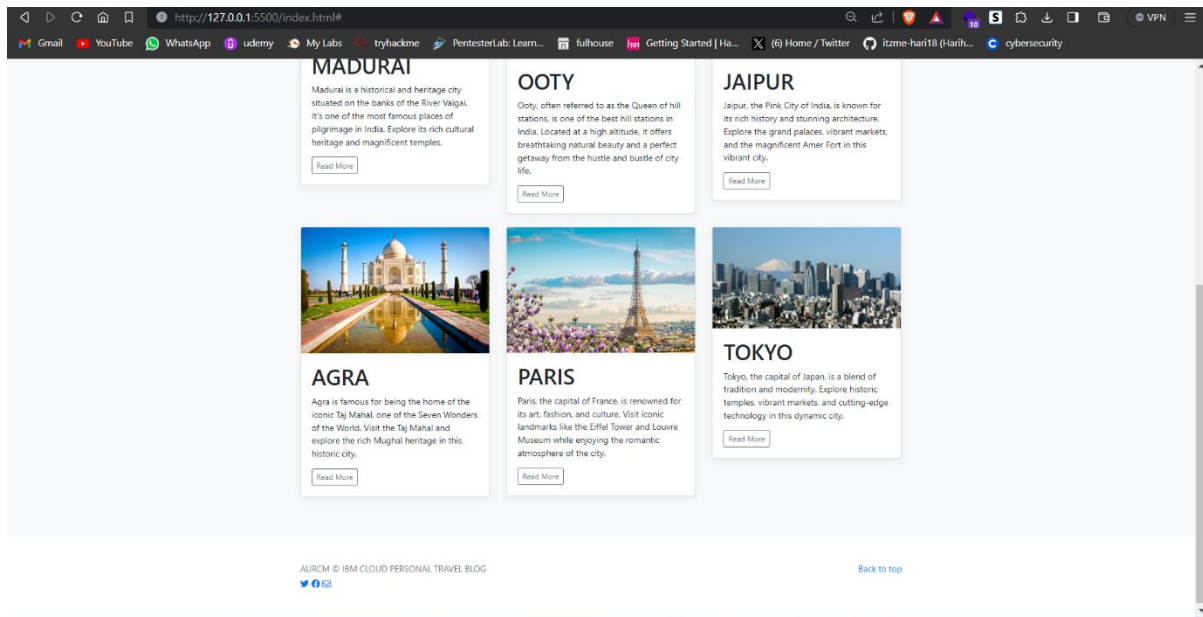 http://127.0.0.1:5500/index.html#
VPN
Gmail
YouTube
WhatsApp
udemy
My Labs
tryhackme
PentesterLab: Learn...
fulhouse
Getting Started | Ha...
(6) Home / Twitter
itzme-hari18 (Harih...
cybersecurity
10
MADURAI
Madurai is a historical and heritage city
situated on the banks of the River Vaigai.
It's one of the most famous places of
pilgrimage in India. Explore its rich cultural
heritage and magnificent temples.
Read More
OOTY
Ooty, often referred to as the Queen of hill
stations, is one of the best hill stations in
India. Located at a high altitude, it offers
breathtaking natural beauty and a perfect
getaway from the hustle and bustle of city
life.
Read More
JAIPUR
Jaipur, the Pink City of India, is known for
its rich history and stunning architecture.
Explore the grand palaces, vibrant markets,
and the magnificent Amer Fort in this
vibrant city.
Read More
AGRA
Agra is famous for being the home of the
iconic Taj Mahal, one of the Seven Wonders
of the World. Visit the Taj Mahal and
explore the rich Mughal heritage in this
historic city.
Read More
PARIS
Paris, the capital of France, is renowned for
its art, fashion, and culture. Visit iconic
landmarks like the Eiffel Tower and Louvre
Museum while enjoying the romantic
atmosphere of the city.
Read More
TOKYO
Tokyo, the capital of Japan, is a blend of
tradition and modernity. Explore historic
temples, vibrant markets, and cutting-edge
technology in this dynamic city.
Read More
AURCM © IBM CLOUD PERSONAL TRAVEL BLOG
Back to top